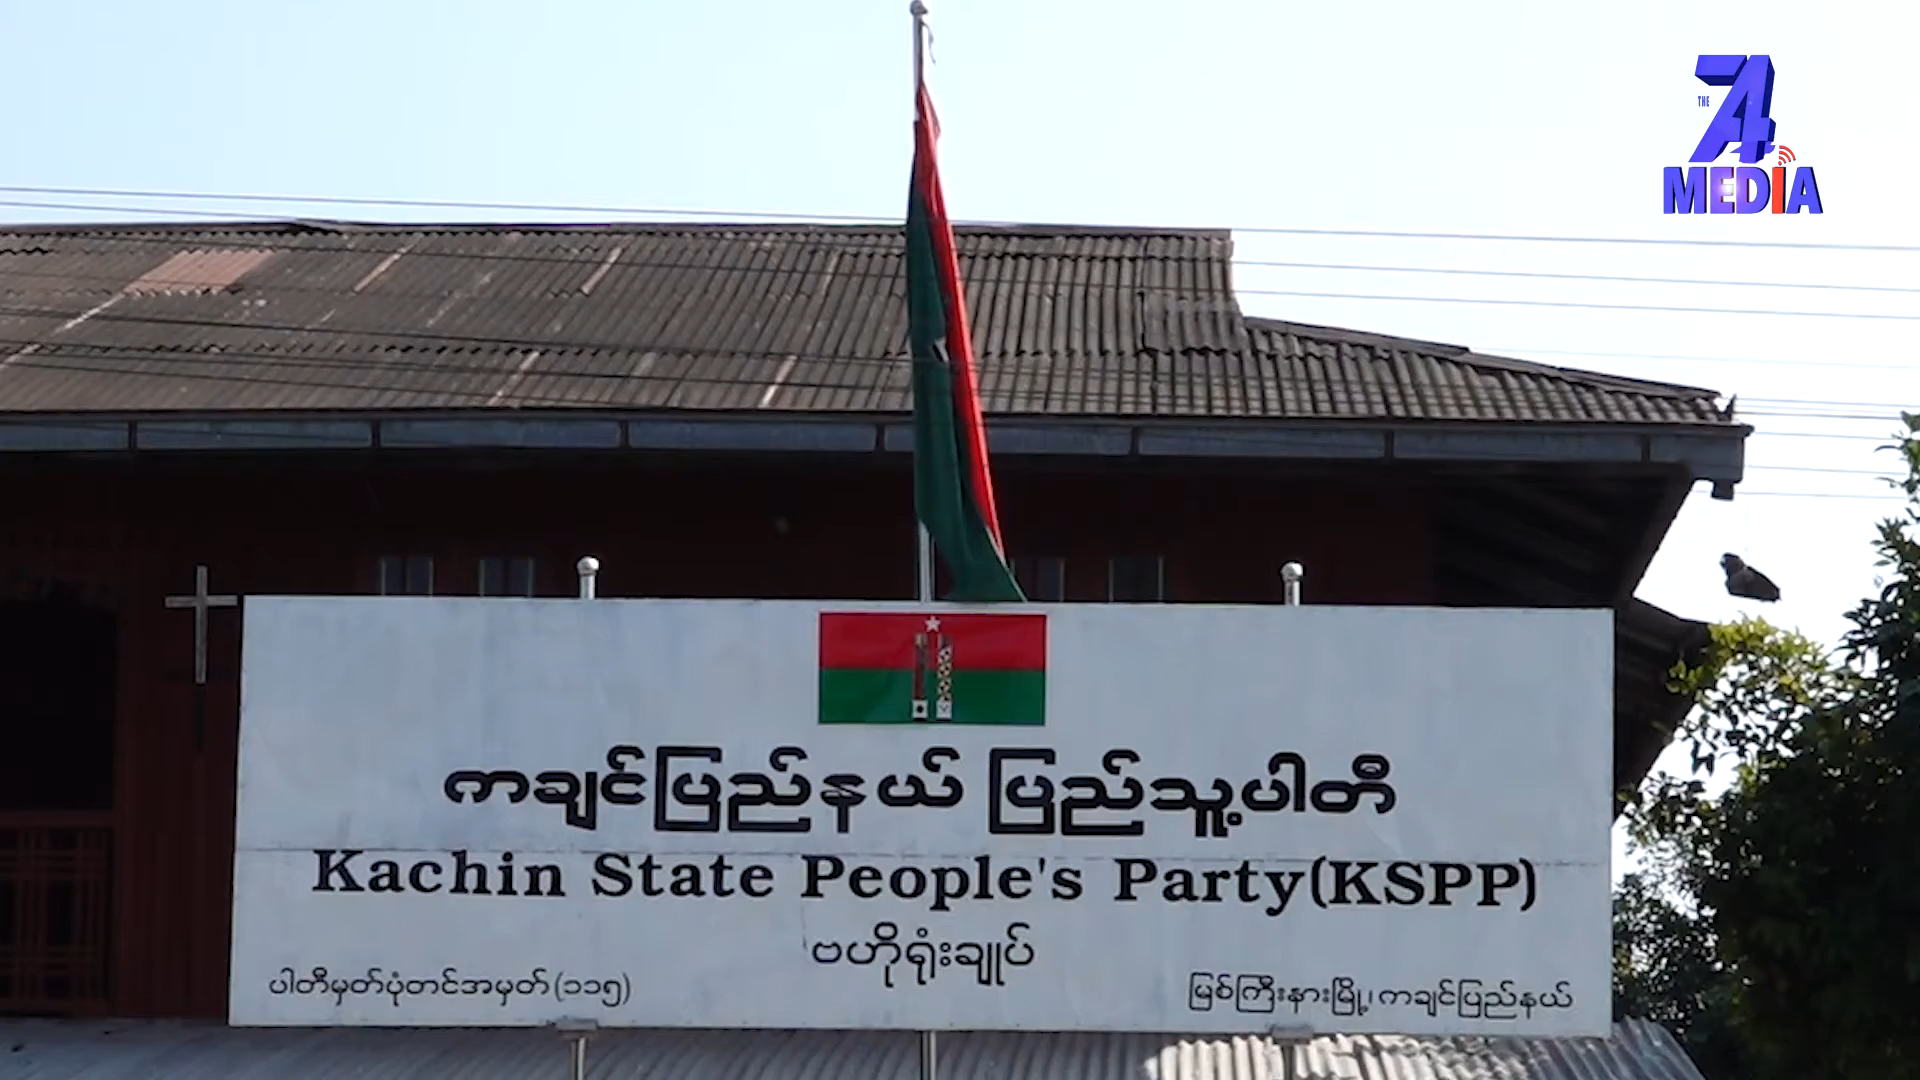 THE
74
MEDIA
ကချင်ပြည်နယ် ပြည်သူ့ပါတီ
Kachin State People's Party(KSPP)
ဗဟိုရုံးချုပ်
ပါတီမှတ်ပုံတင်အမှတ်(၁၁၅)
မြစ်ကြီးနားမြို့၊ကချင်ပြည်နယ်